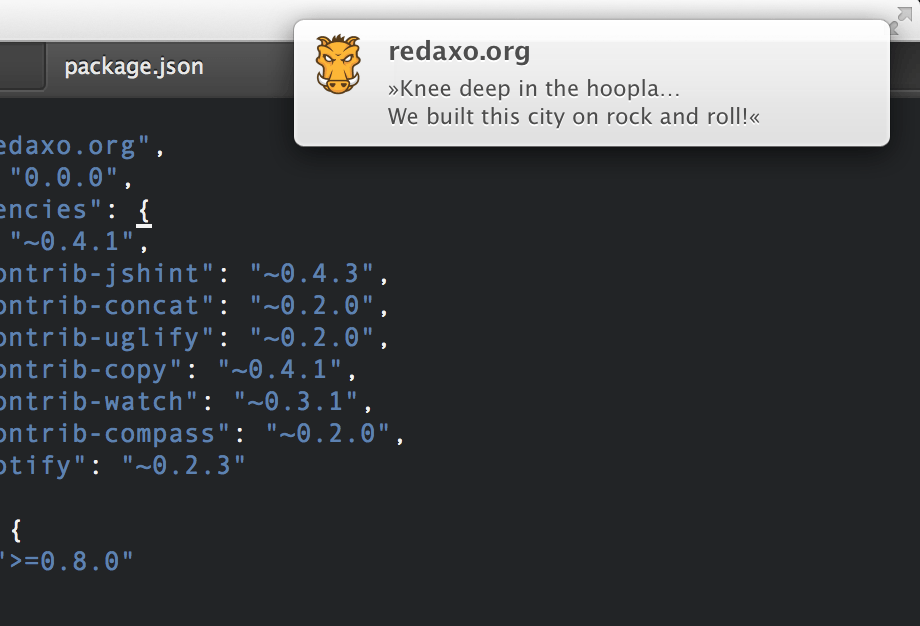 package.json
redaxo.org
»Knee deep in the hoopla…
We built this city on rock and roll!«
edaxo.org",
"0.0.0",
encies": {
"~0.4.1",
ontrib-jshint": "~0.4.3",
ontrib-concat": "~0.2.0",
ontrib-uglify": "~0.2.0",
ontrib-copy": "~0.4.1",
ontrib-watch": "~0.3.1",
ontrib-compass": "~0.2.0",
otify": "~0.2.3"
{
">=0.8.0"